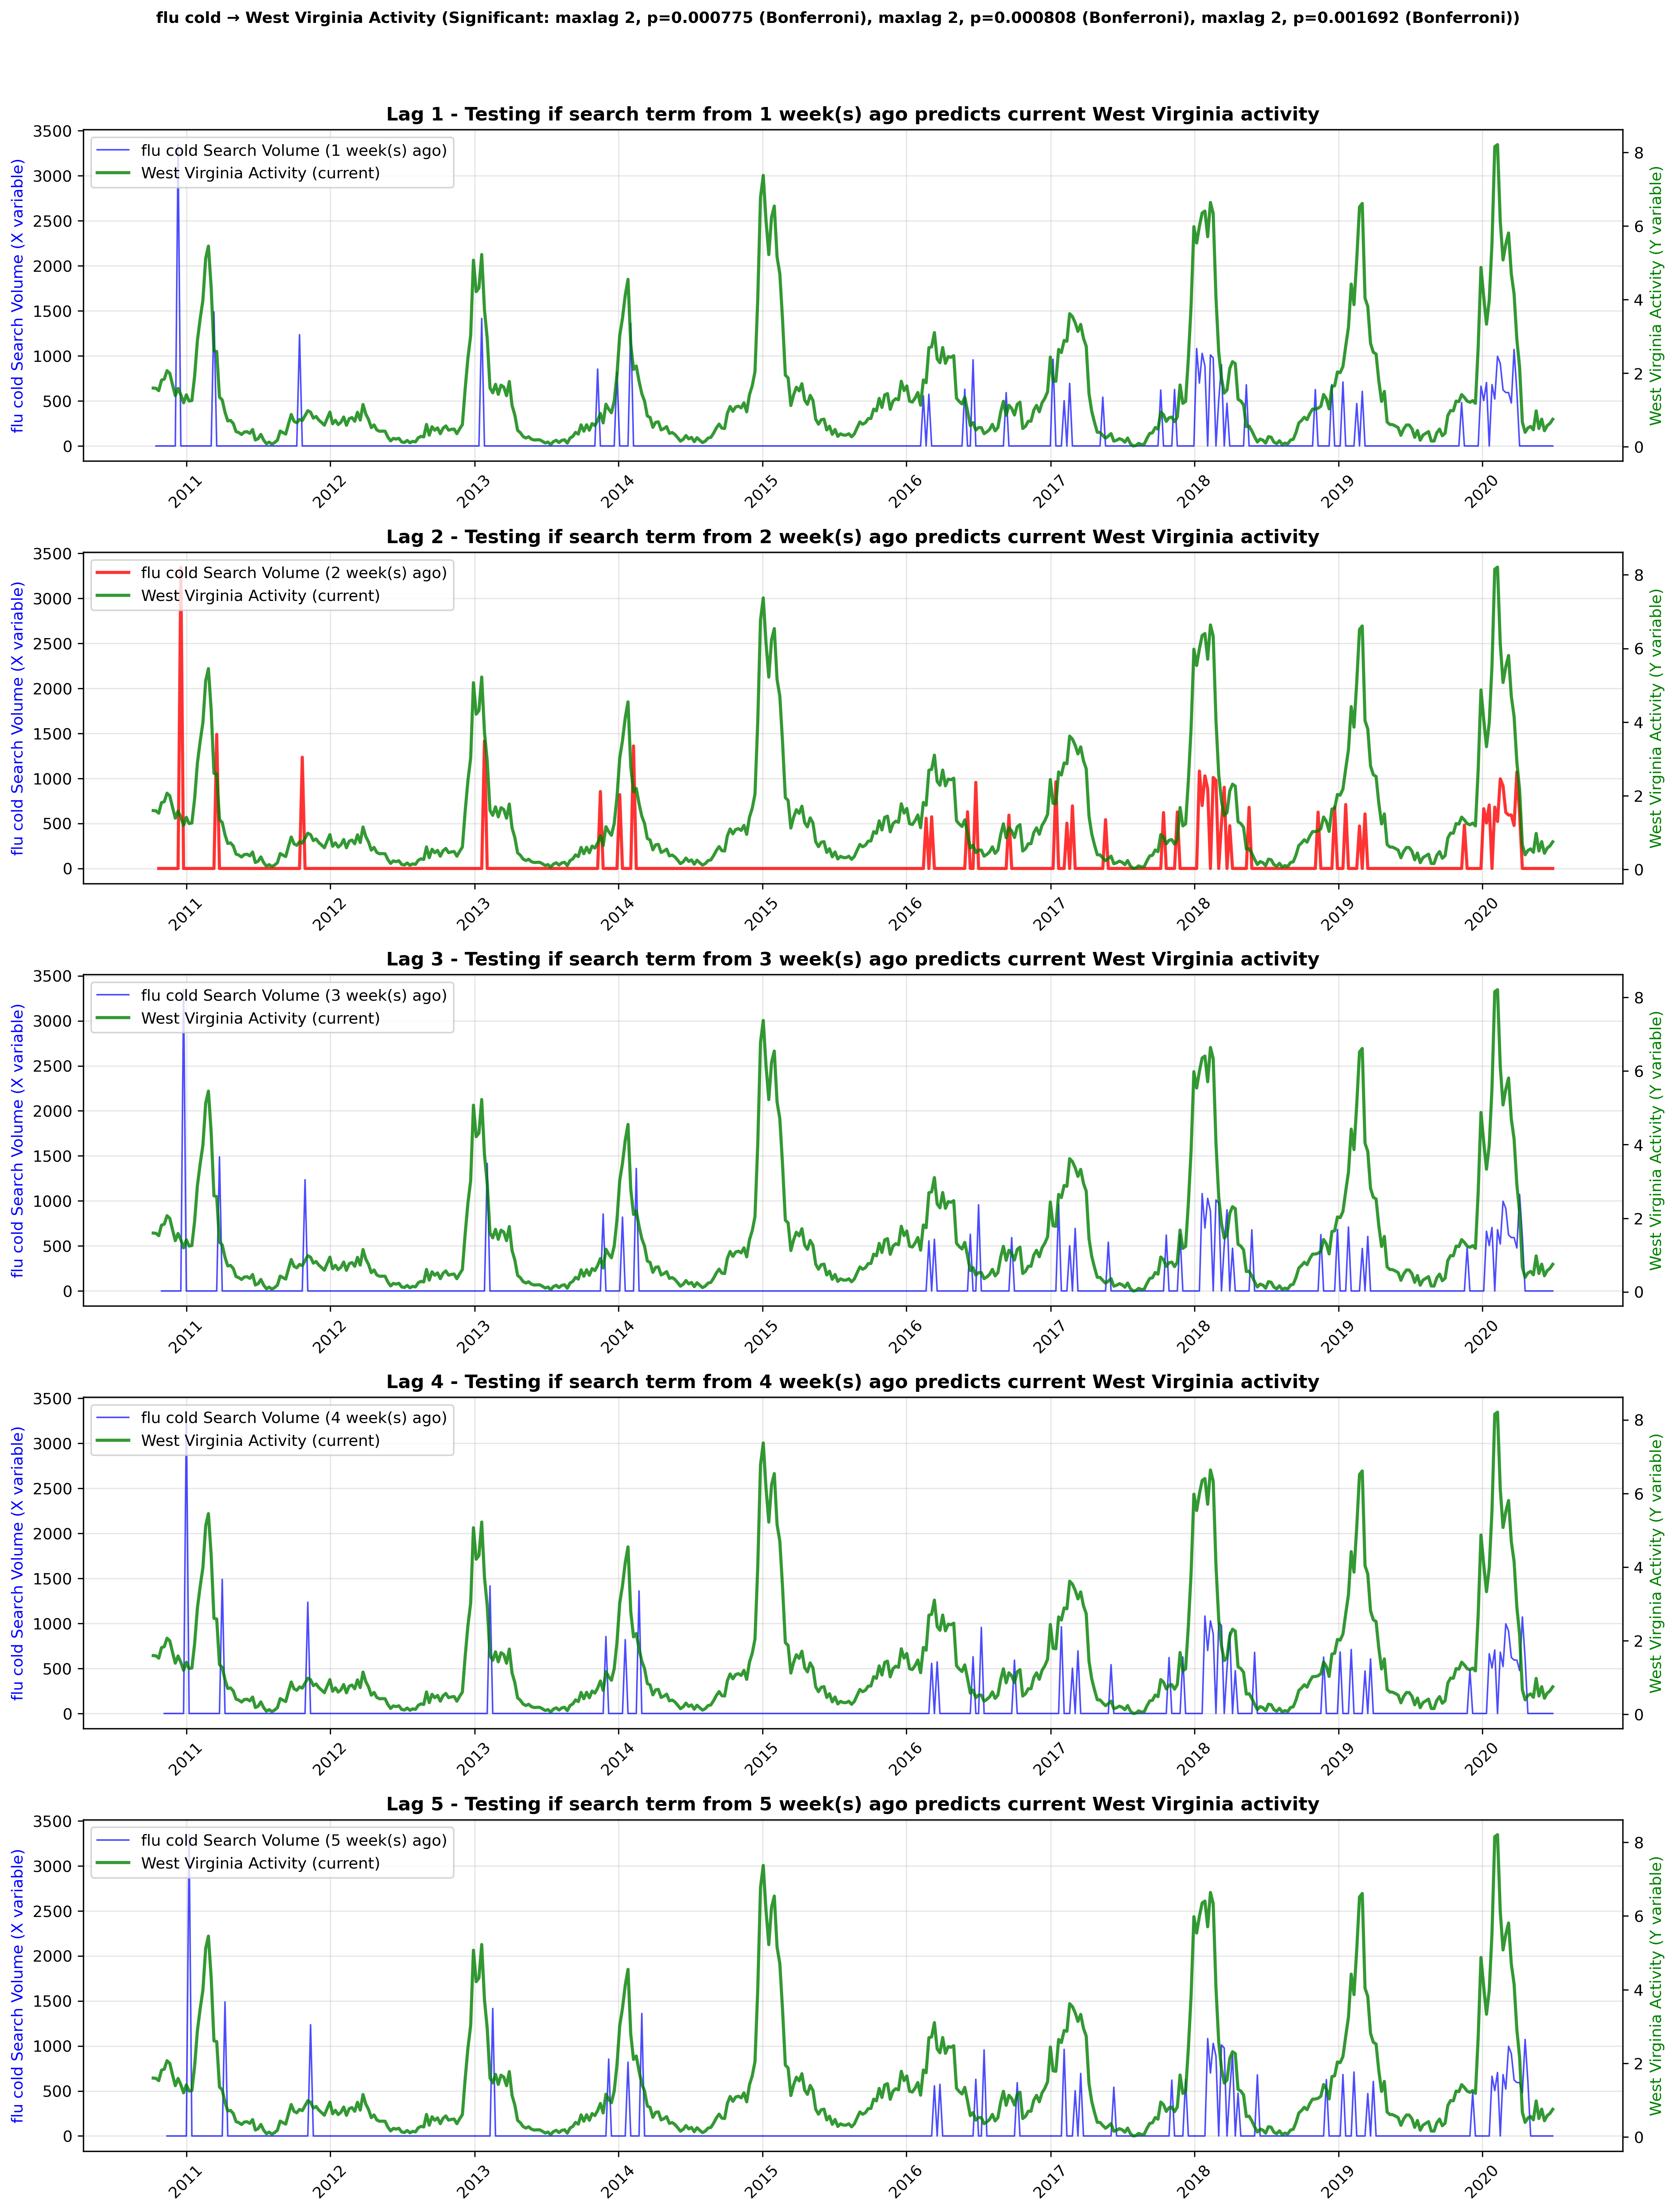 flu cold → West Virginia Activity (Significant: maxlag 2, p=0.000775 (Bonferroni), maxlag 2, p=0.000808 (Bonferroni), maxlag 2, p=0.001692 (Bonferroni))
Lag 1 - Testing if search term from 1 week(s) ago predicts current West Virginia activity
flu cold Search Volume (X variable)
3500
3000
2500
2000
1500
1000
500
0
flu cold Search Volume (1 week(s) ago)
West Virginia Activity (current)
8
6
4
2
0
West Virginia Activity (Y variable)
2011 2012 2013 2014 2015 2016 2017 2018 2019 2020
Lag 2 - Testing if search term from 2 week(s) ago predicts current West Virginia activity
flu cold Search Volume (X variable)
3500
3000
2500
2000
1500
1000
500
0
flu cold Search Volume (2 week(s) ago)
West Virginia Activity (current)
8
6
4
2
0
West Virginia Activity (Y variable)
2011 2012 2013 2014 2015 2016 2017 2018 2019 2020
Lag 3 - Testing if search term from 3 week(s) ago predicts current West Virginia activity
flu cold Search Volume (X variable)
3500
3000
2500
2000
1500
1000
500
0
flu cold Search Volume (3 week(s) ago)
West Virginia Activity (current)
8
6
4
2
0
West Virginia Activity (Y variable)
2011 2012 2013 2014 2015 2016 2017 2018 2019 2020
Lag 4 - Testing if search term from 4 week(s) ago predicts current West Virginia activity
flu cold Search Volume (X variable)
3500
3000
2500
2000
1500
1000
500
0
flu cold Search Volume (4 week(s) ago)
West Virginia Activity (current)
8
6
4
2
0
West Virginia Activity (Y variable)
2011 2012 2013 2014 2015 2016 2017 2018 2019 2020
Lag 5 - Testing if search term from 5 week(s) ago predicts current West Virginia activity
flu cold Search Volume (X variable)
3500
3000
2500
2000
1500
1000
500
0
flu cold Search Volume (5 week(s) ago)
West Virginia Activity (current)
8
6
4
2
0
West Virginia Activity (Y variable)
2011 2012 2013 2014 2015 2016 2017 2018 2019 2020